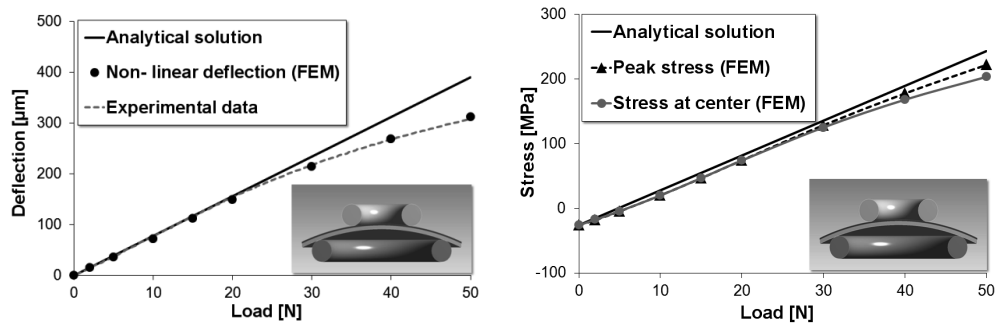 500
400
300
200
100
0
Deflection [µm]
Analytical solution
Non- linear deflection (FEM)
Experimental data
0 10 20 30 40 50
Load [N]
300
200
100
0
-100
Stress [MPa]
Analytical solution
Peak stress (FEM)
Stress at center (FEM)
0 10 20 30 40 50
Load [N]